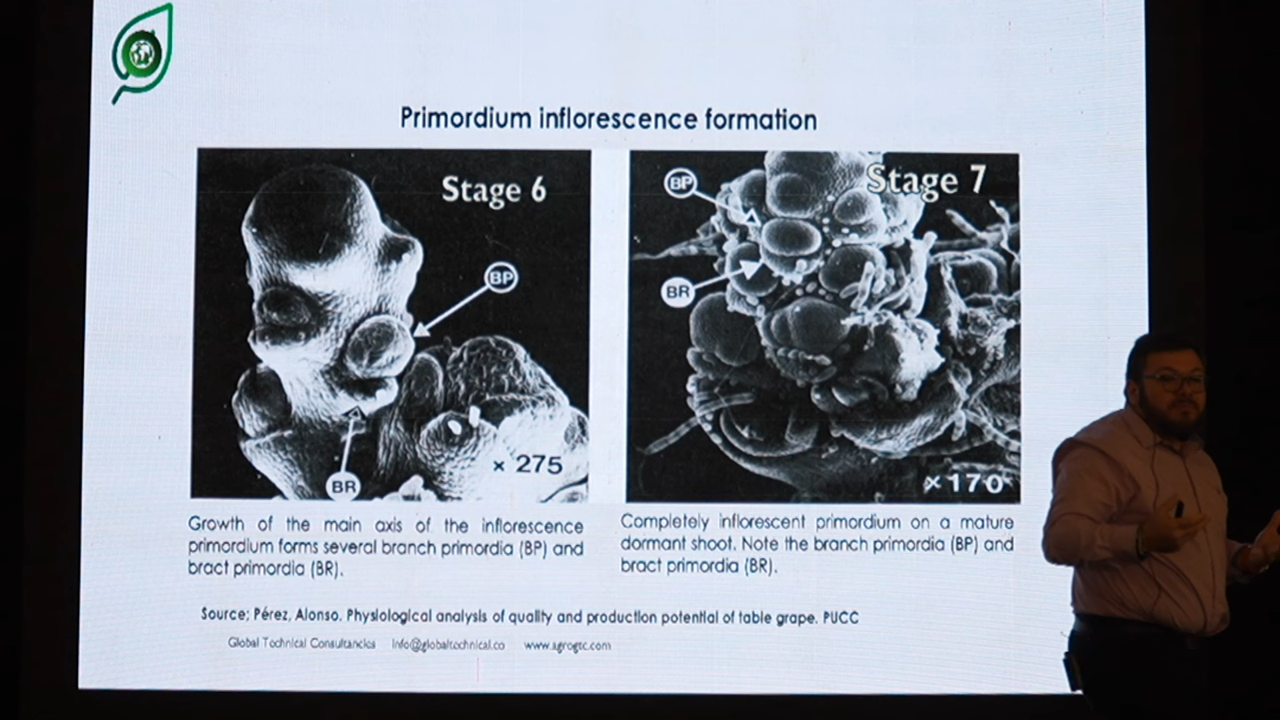 Primordium inflorescence formation
Stage 6
BP
BR
× 275
Stage 7
BP
BR
×170
Growth of the main axis of the inflorescence
primordium forms several branch primordia (BP) and
bract primordia (BR).
Completely inflorescent primordium on a mature
dormant shoot. Note the branch primordia (BP) and
bract primordia (BR).
Source; Pérez, Alonso. Physiological analysis of quality and production potential of table grape. PUCC
Global Technical Consultancies info@globaltechnical.co www.agrogtc.com